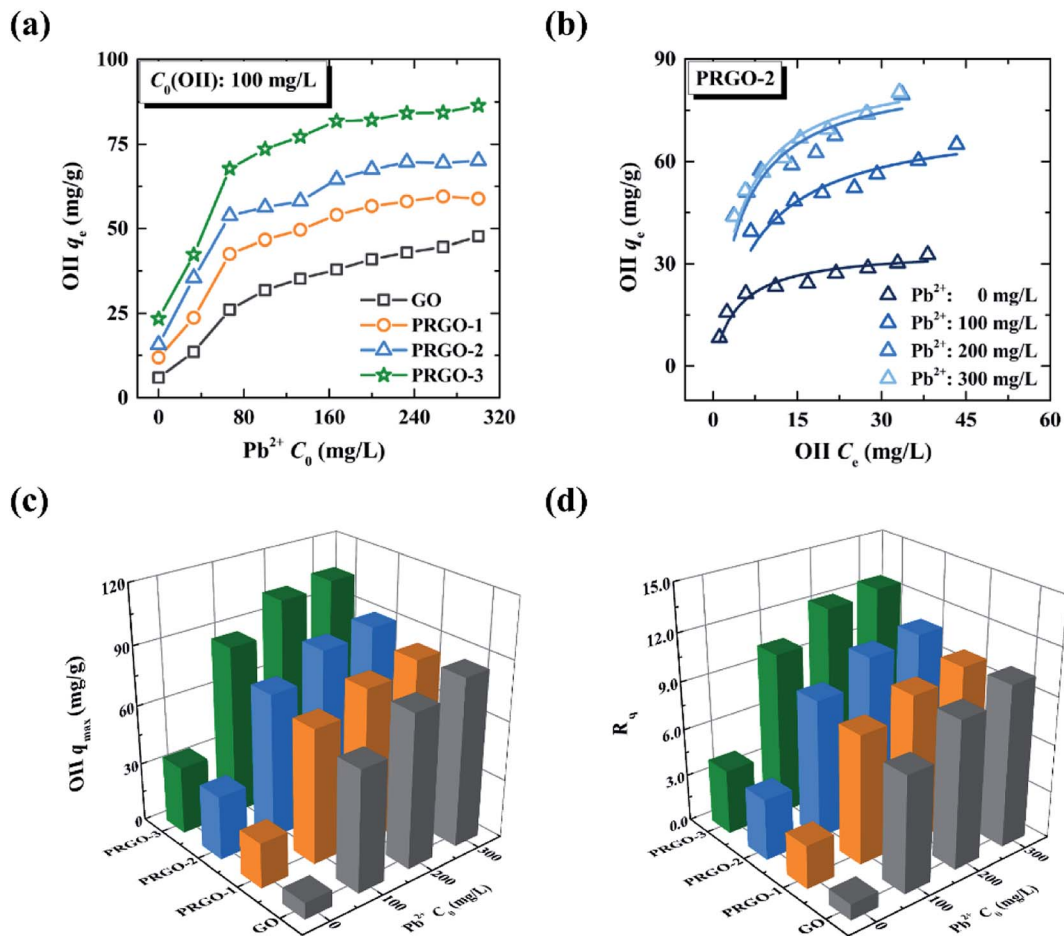 (a)
C₀(OII): 100 mg/L
100
75
50
25
0
OII qₑ (mg/g)
GO
PRGO-1
PRGO-2
PRGO-3
0 80 160 240 320
Pb²⁺ C₀ (mg/L)
(b)
PRGO-2
90
60
30
0
OII qₑ (mg/g)
Pb²⁺: 0 mg/L
Pb²⁺: 100 mg/L
Pb²⁺: 200 mg/L
Pb²⁺: 300 mg/L
0 15 30 45 60
OII Cₑ (mg/L)
(c)
120
90
60
30
0
OII qmax (mg/g)
PRGO-3
PRGO-2
PRGO-1
GO
0
100
200
300
Pb²⁺ C₀ (mg/L)
(d)
15.0
12.0
9.0
6.0
3.0
0.0
Rq
PRGO-3
PRGO-2
PRGO-1
GO
0
100
200
300
Pb²⁺ C₀ (mg/L)